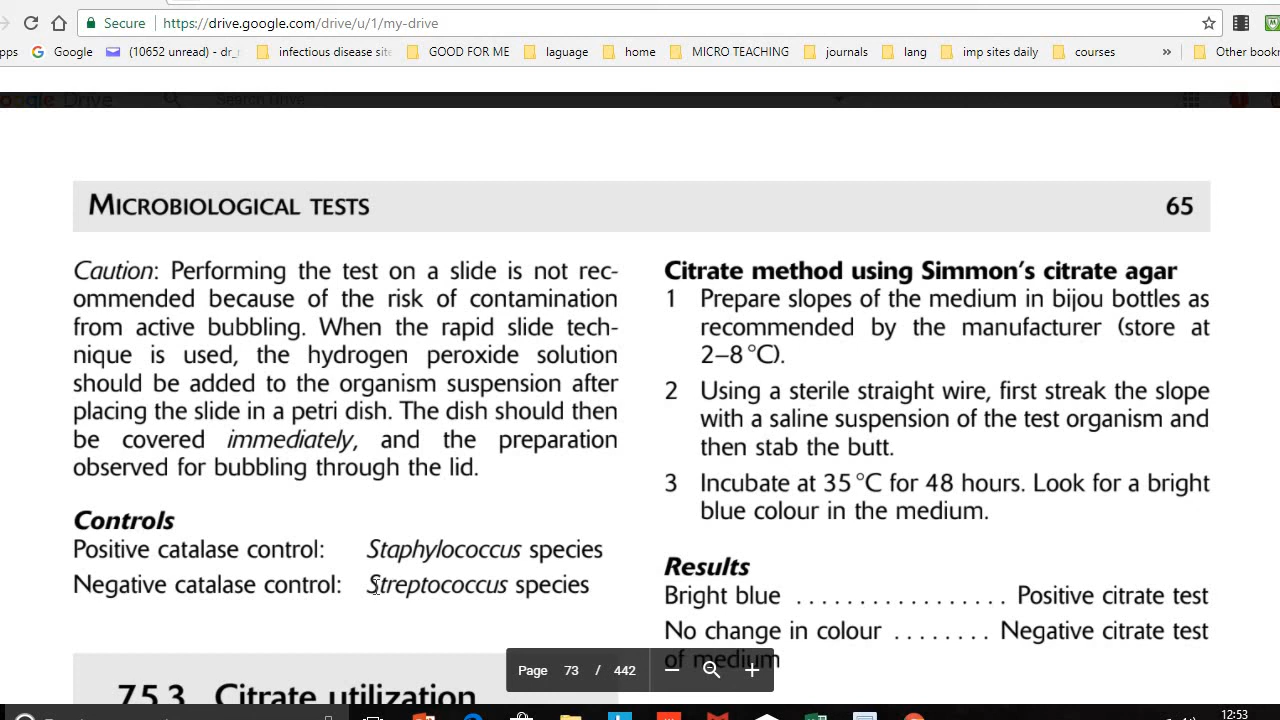 Secure
https://drive.google.com/drive/u/1/my-drive
Google
(10652 unread) - dr_
infectious disease site
GOOD FOR ME
laguage
home
MICRO TEACHING
journals
lang
imp sites daily
courses
»
Other book
Search Drive
MICROBIOLOGICAL TESTS
65
Caution: Performing the test on a slide is not rec-
ommended because of the risk of contamination
from active bubbling. When the rapid slide tech-
nique is used, the hydrogen peroxide solution
should be added to the organism suspension after
placing the slide in a petri dish. The dish should then
be covered immediately, and the preparation
observed for bubbling through the lid.
Controls
Positive catalase control: Staphylococcus species
Negative catalase control: Streptococcus species
7.5.3 Citrate utilization
Citrate method using Simmon's citrate agar
1 Prepare slopes of the medium in bijou bottles as
recommended by the manufacturer (store at
2–8 °C).
2 Using a sterile straight wire, first streak the slope
with a saline suspension of the test organism and
then stab the butt.
3 Incubate at 35 °C for 48 hours. Look for a bright
blue colour in the medium.
Results
Bright blue . . . . . . . . . . . . . . . . . Positive citrate test
No change in colour . . . . . . . . Negative citrate test
of medium
Page 73 / 442
12:53